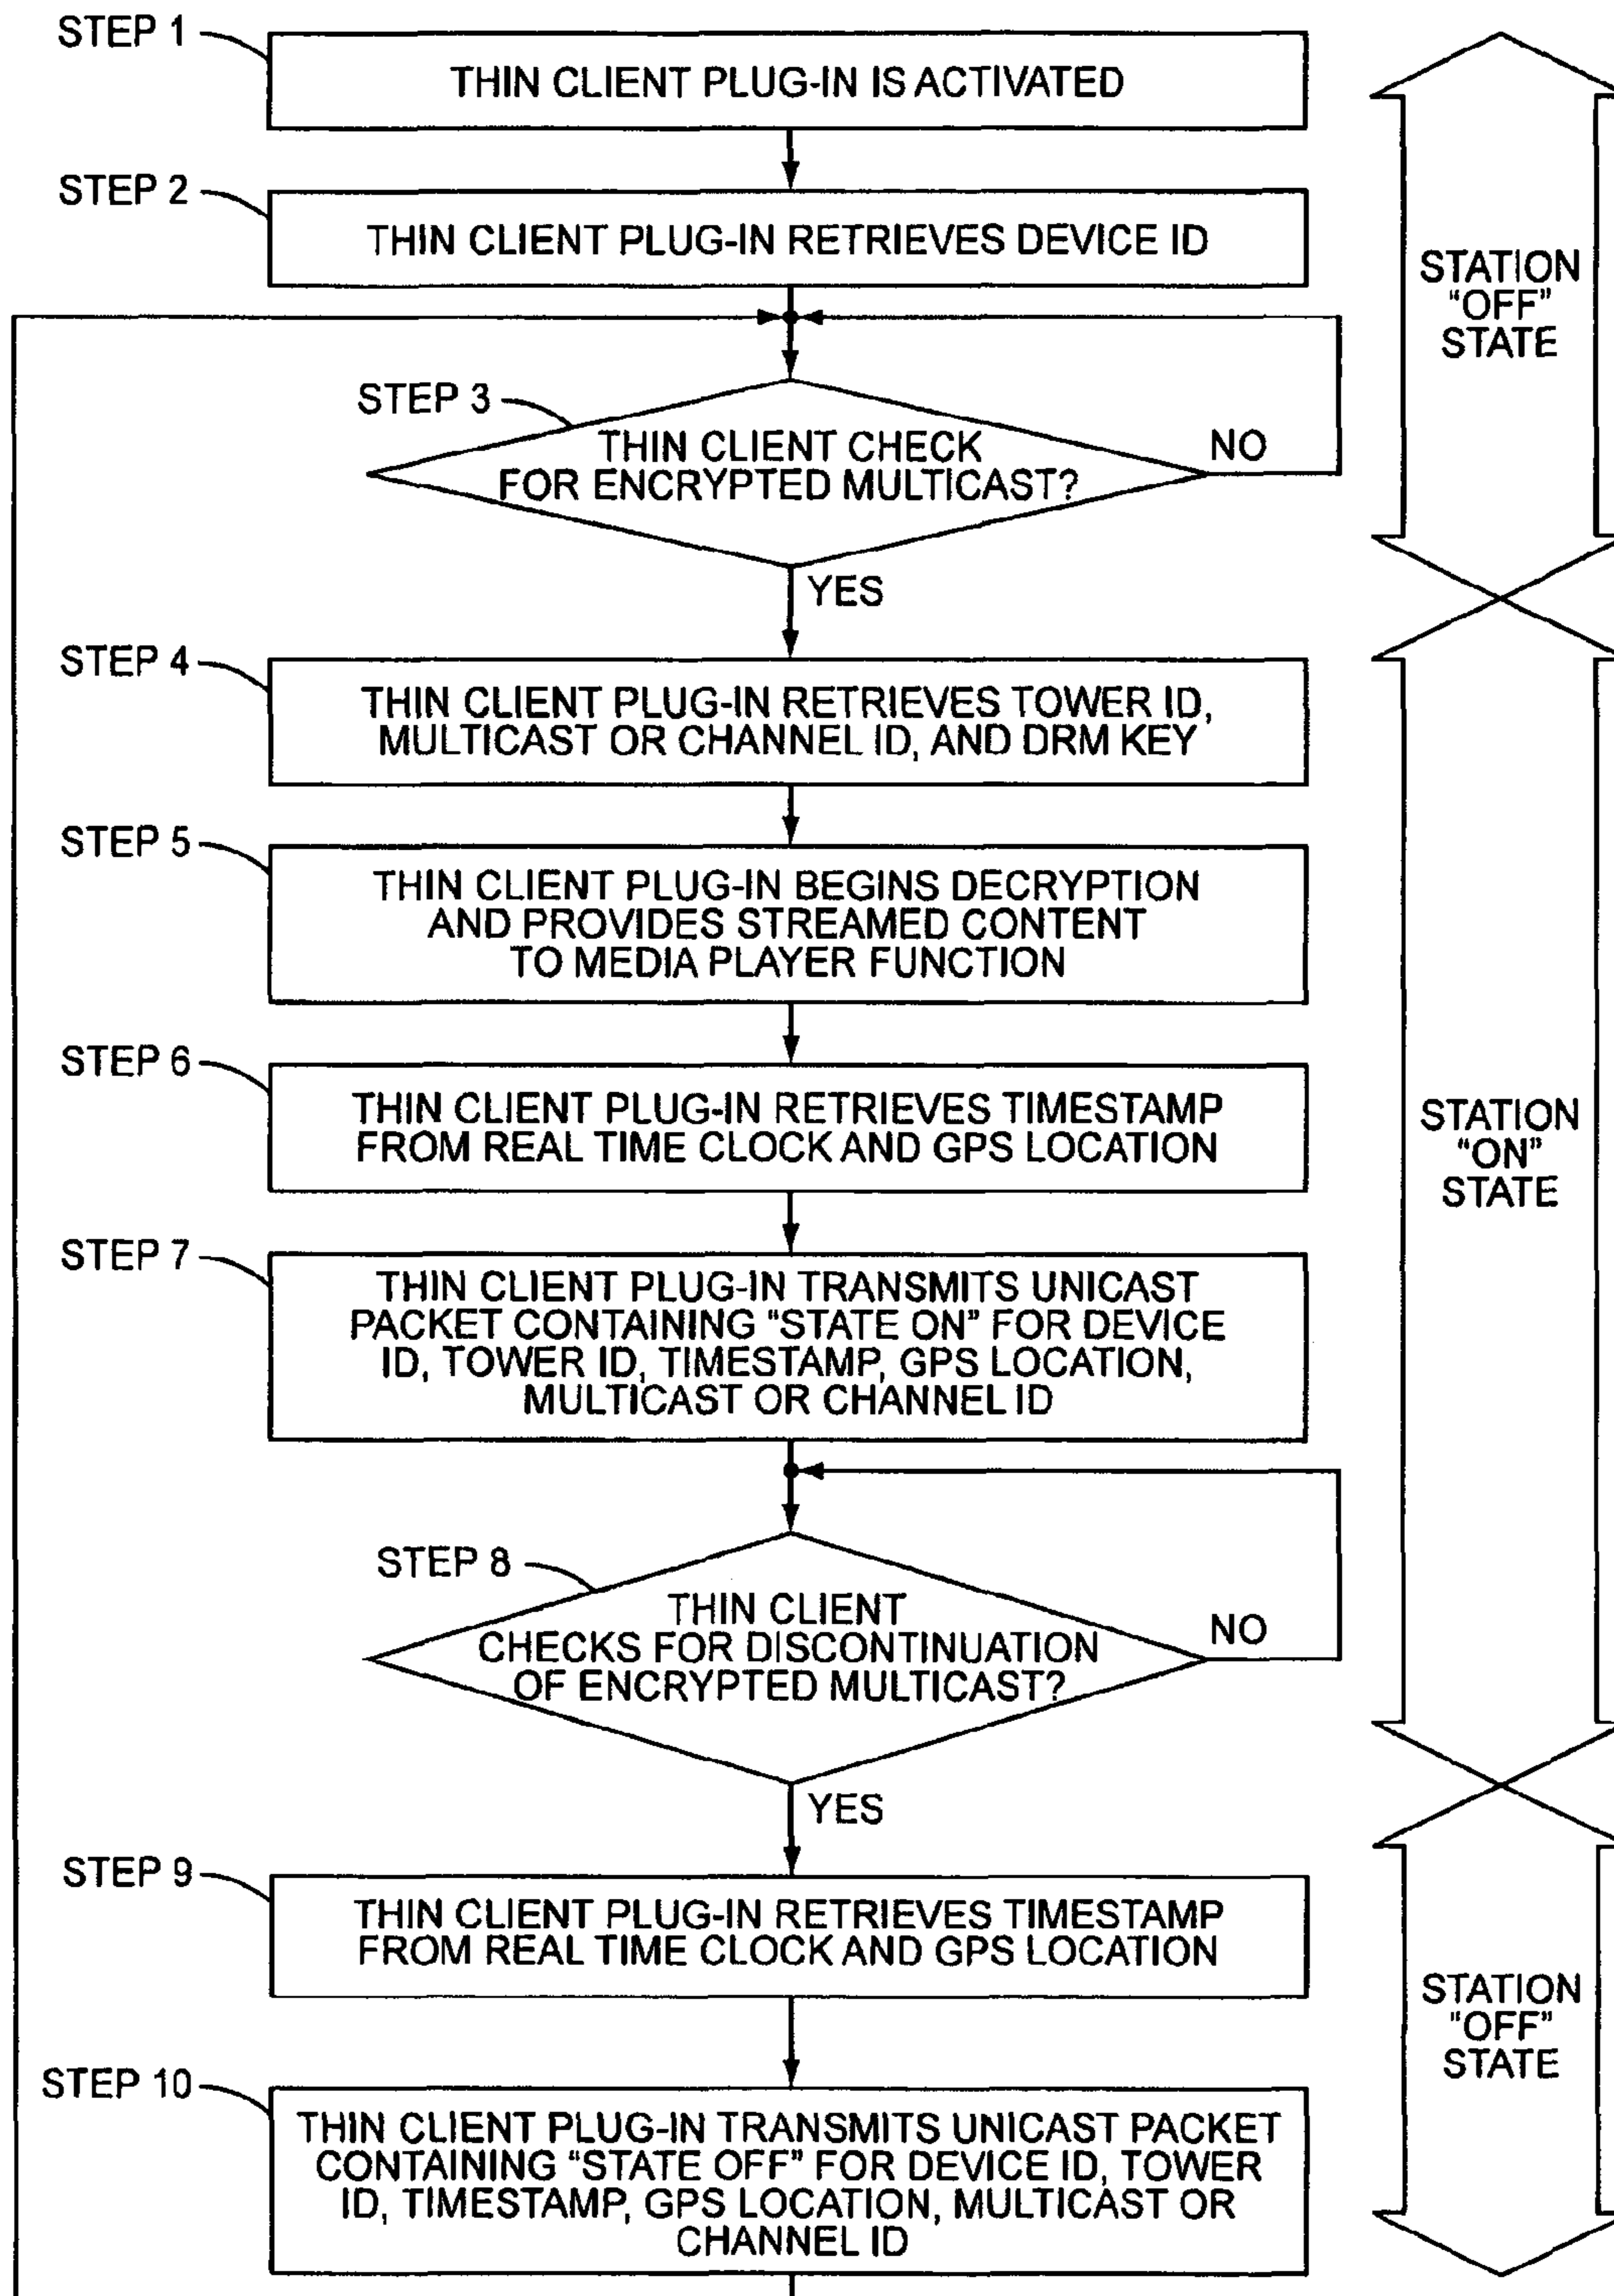 STEP 1
THIN CLIENT PLUG-IN IS ACTIVATED
STEP 2
THIN CLIENT PLUG-IN RETRIEVES DEVICE ID
STATION
"OFF"
STATE
STEP 3
THIN CLIENT CHECK
FOR ENCRYPTED MULTICAST?
NO
YES
STEP 4
THIN CLIENT PLUG-IN RETRIEVES TOWER ID,
MULTICAST OR CHANNEL ID, AND DRM KEY
STEP 5
THIN CLIENT PLUG-IN BEGINS DECRYPTION
AND PROVIDES STREAMED CONTENT
TO MEDIA PLAYER FUNCTION
STEP 6
THIN CLIENT PLUG-IN RETRIEVES TIMESTAMP
FROM REAL TIME CLOCK AND GPS LOCATION
STATION
"ON"
STATE
STEP 7
THIN CLIENT PLUG-IN TRANSMITS UNICAST
PACKET CONTAINING "STATE ON" FOR DEVICE
ID, TOWER ID, TIMESTAMP, GPS LOCATION,
MULTICAST OR CHANNEL ID
STEP 8
THIN CLIENT
CHECKS FOR DISCONTINUATION
OF ENCRYPTED MULTICAST?
NO
YES
STEP 9
THIN CLIENT PLUG-IN RETRIEVES TIMESTAMP
FROM REAL TIME CLOCK AND GPS LOCATION
STATION
"OFF"
STATE
STEP 10
THIN CLIENT PLUG-IN TRANSMITS UNICAST PACKET
CONTAINING "STATE OFF" FOR DEVICE ID, TOWER
ID, TIMESTAMP, GPS LOCATION, MULTICAST OR
CHANNEL ID